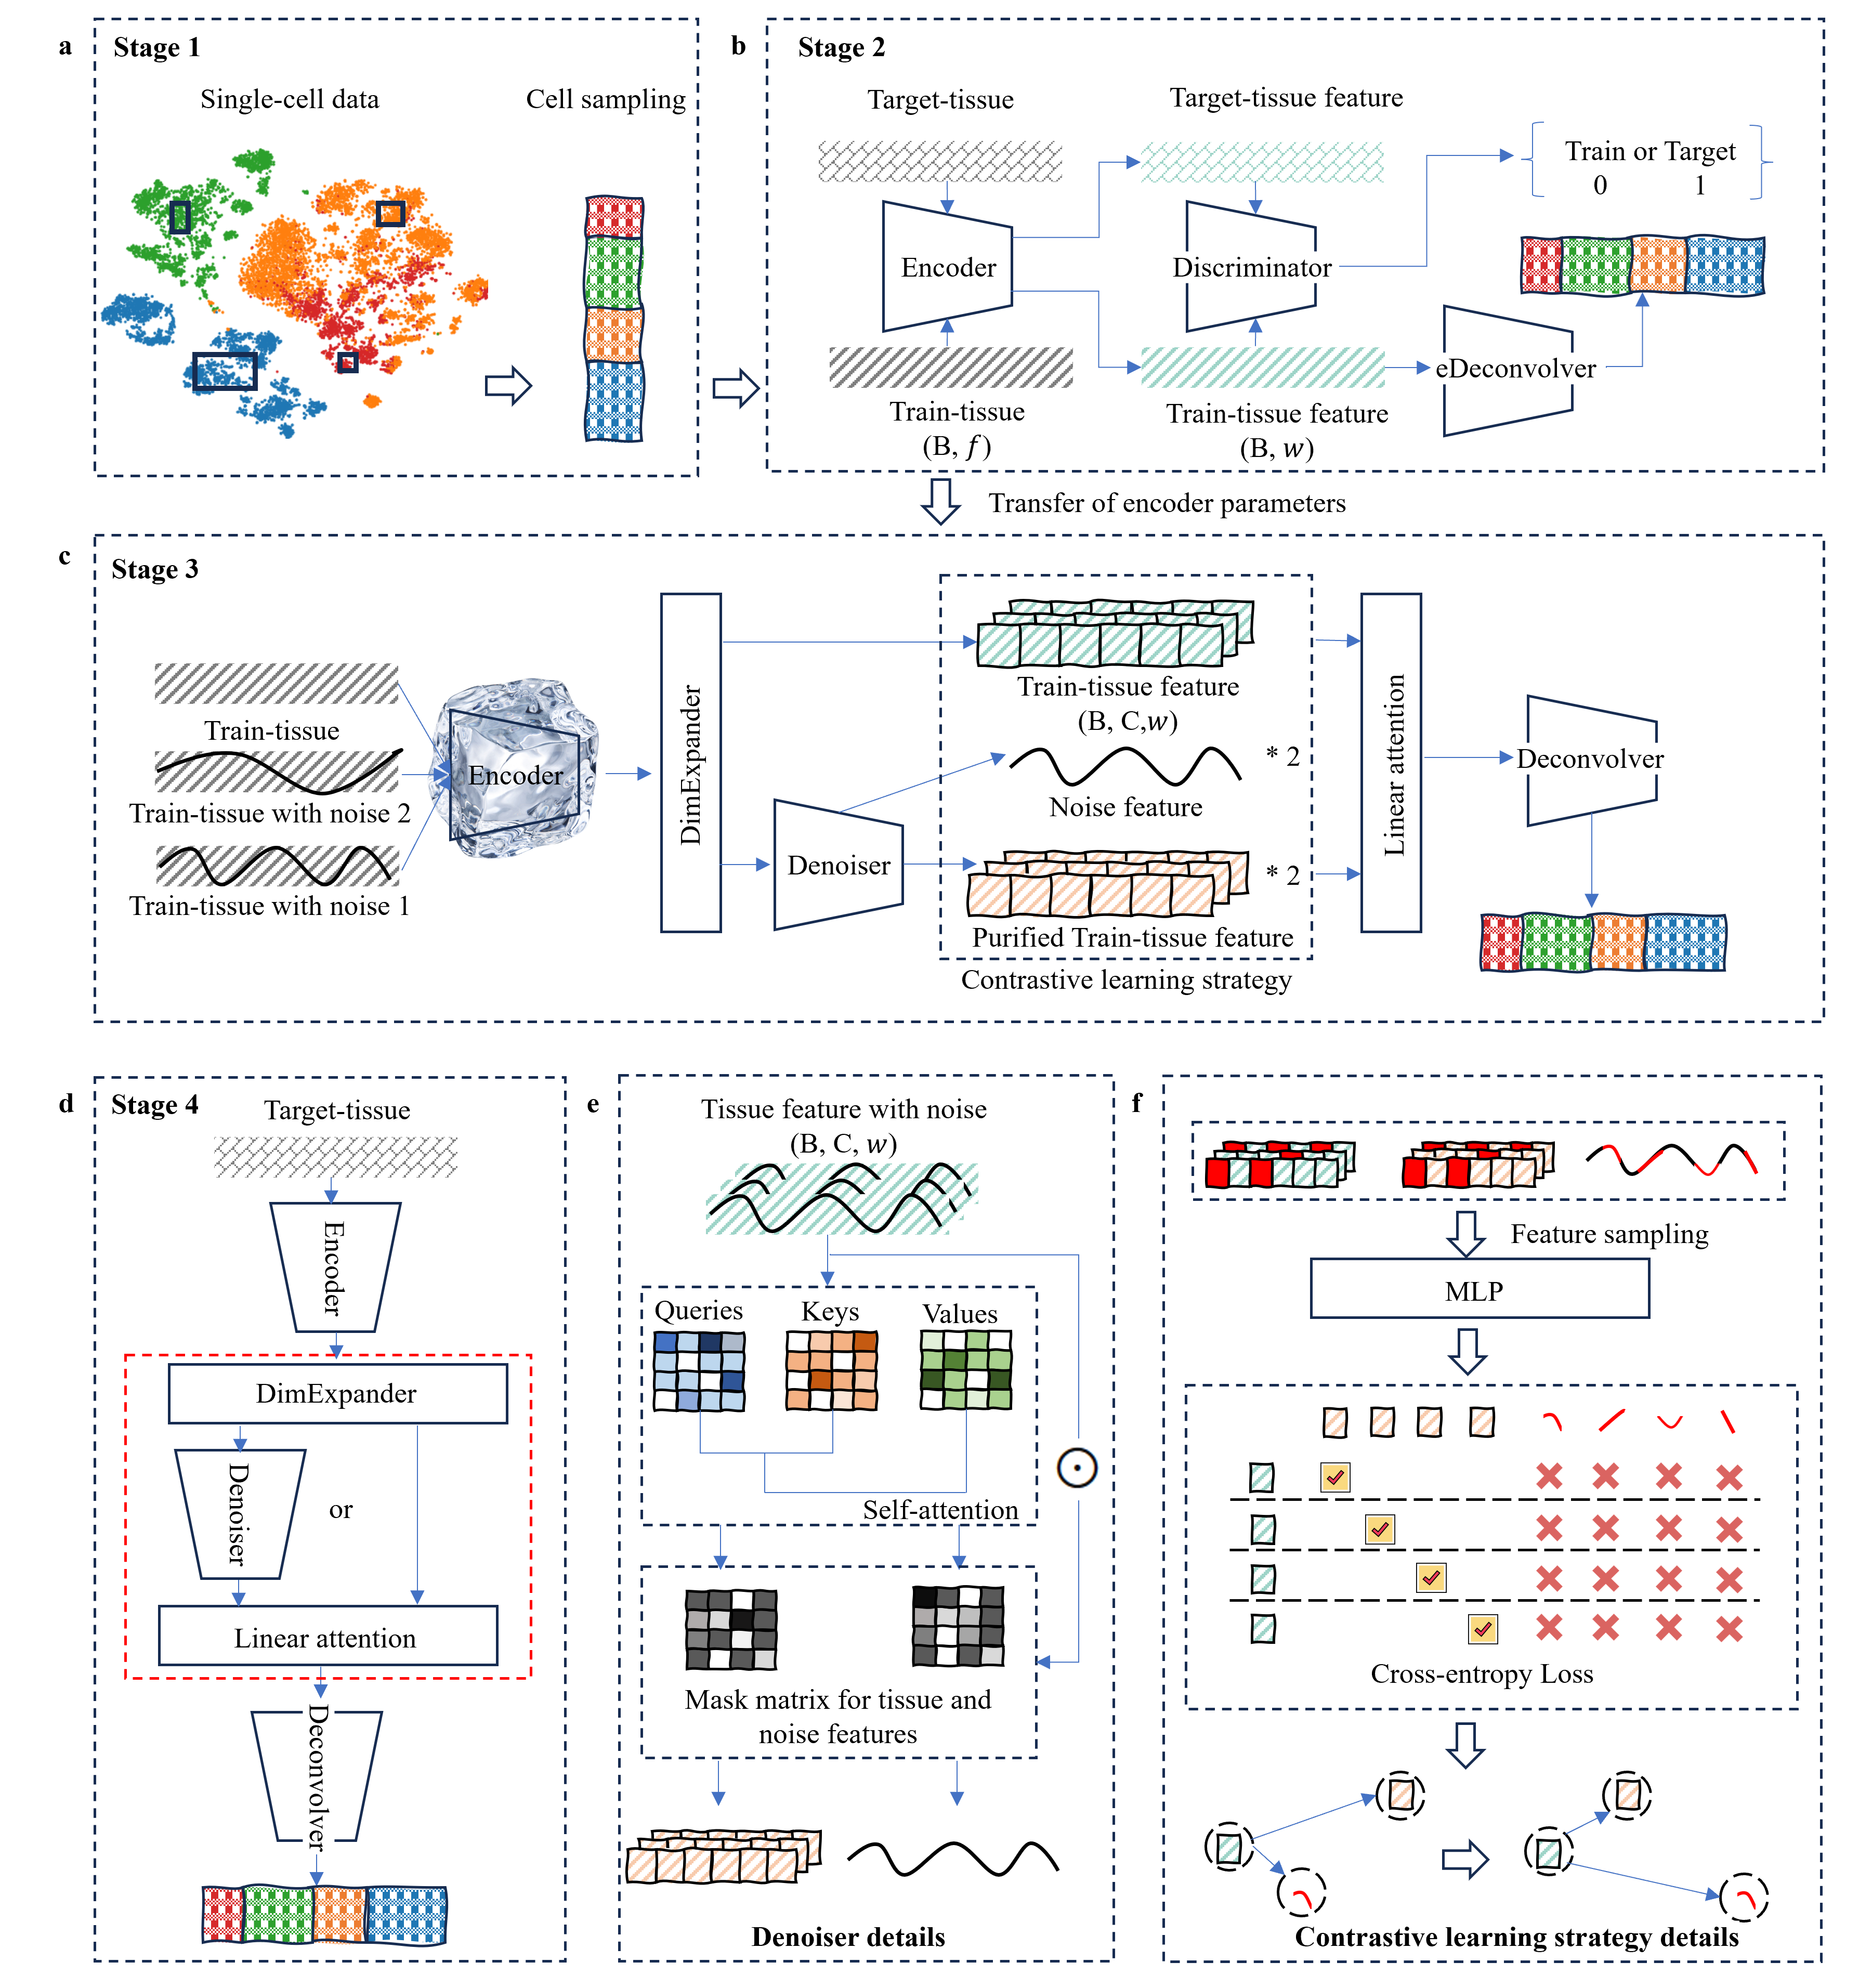 a
Stage 1
Single-cell data
Cell sampling
b
Stage 2
Target-tissue
Target-tissue feature
Train or Target
0 1
Encoder
Discriminator
eDeconvolver
Train-tissue
(B, f)
Train-tissue feature
(B, w)
Transfer of encoder parameters
c
Stage 3
Train-tissue
Train-tissue with noise 2
Train-tissue with noise 1
Encoder
DimExpander
Denoiser
Train-tissue feature
(B, C,w)
* 2
Noise feature
* 2
Purified Train-tissue feature
Contrastive learning strategy
Linear attention
Deconvolver
d
Stage 4
Target-tissue
Encoder
DimExpander
Denoiser
or
Linear attention
Deconvolver
e
Tissue feature with noise
(B, C, w)
Queries
Keys
Values
Self-attention
Mask matrix for tissue and
noise features
Denoiser details
f
Feature sampling
MLP
Cross-entropy Loss
Contrastive learning strategy details